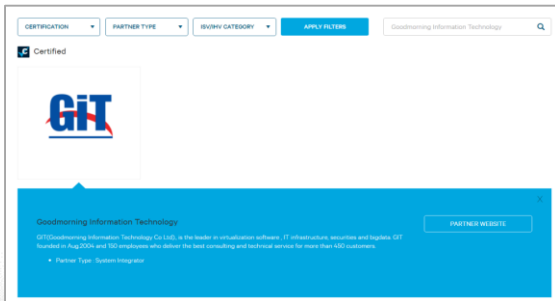 CERTIFICATION
PARTNER TYPE
ISV/IHV CATEGORY
APPLY FILTERS
Goodmorning Information Technology
Certified
GiT
X
Goodmorning Information Technology
PARTNER WEBSITE
GIT(Goodmorning Information Technology Co Ltd), is the leader in virtualization software , IT infrastructure, securities and bigdata. GIT
founded in Aug 2004 and 150 employees who deliver the best consulting and technical service for more than 450 customers.
Partner Type : System Integrator